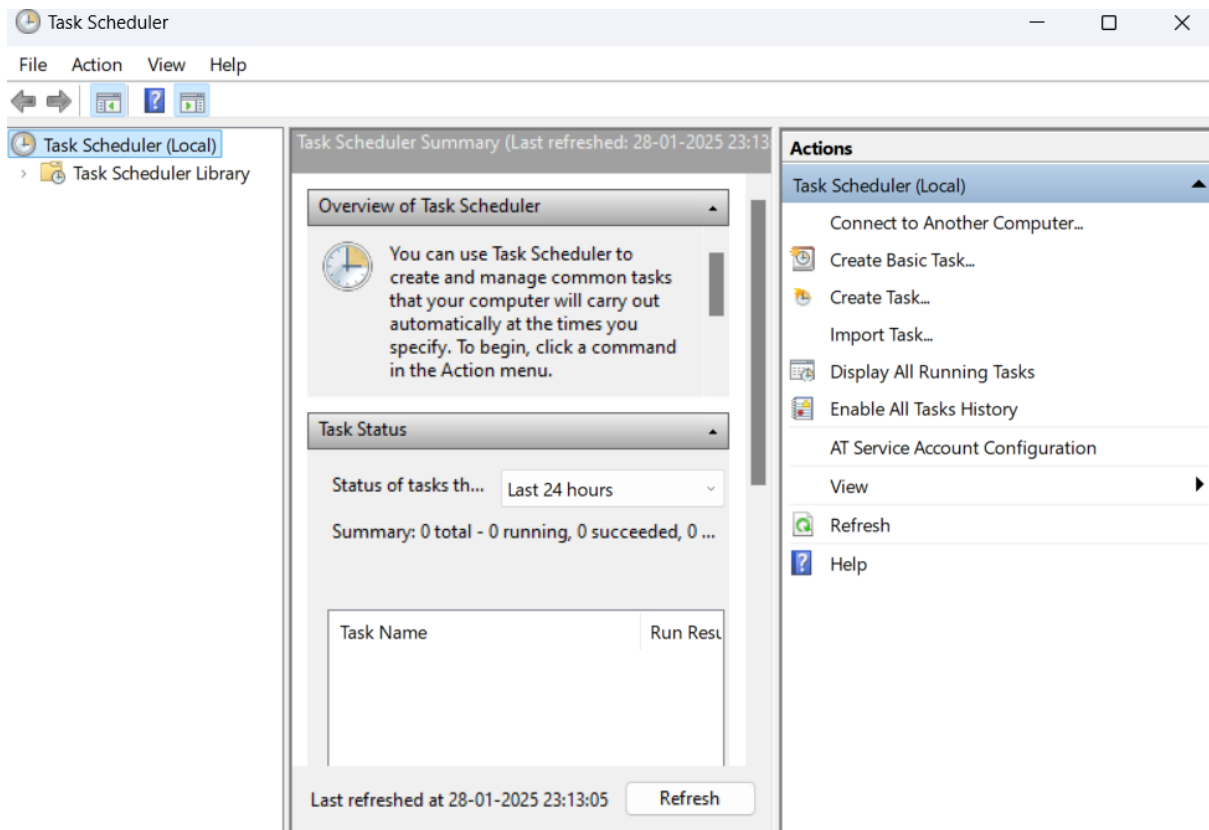 Task Scheduler
File Action View Help
Task Scheduler (Local)
Task Scheduler Library
Task Scheduler Summary (Last refreshed: 28-01-2025 23:13
Overview of Task Scheduler
You can use Task Scheduler to
create and manage common tasks
that your computer will carry out
automatically at the times you
specify. To begin, click a command
in the Action menu.
Task Status
Status of tasks th... Last 24 hours
Summary: 0 total - 0 running, 0 succeeded, 0 ...
Task Name Run Resu
Last refreshed at 28-01-2025 23:13:05 Refresh
Actions
Task Scheduler (Local)
Connect to Another Computer...
Create Basic Task...
Create Task...
Import Task...
Display All Running Tasks
Enable All Tasks History
AT Service Account Configuration
View
Refresh
Help